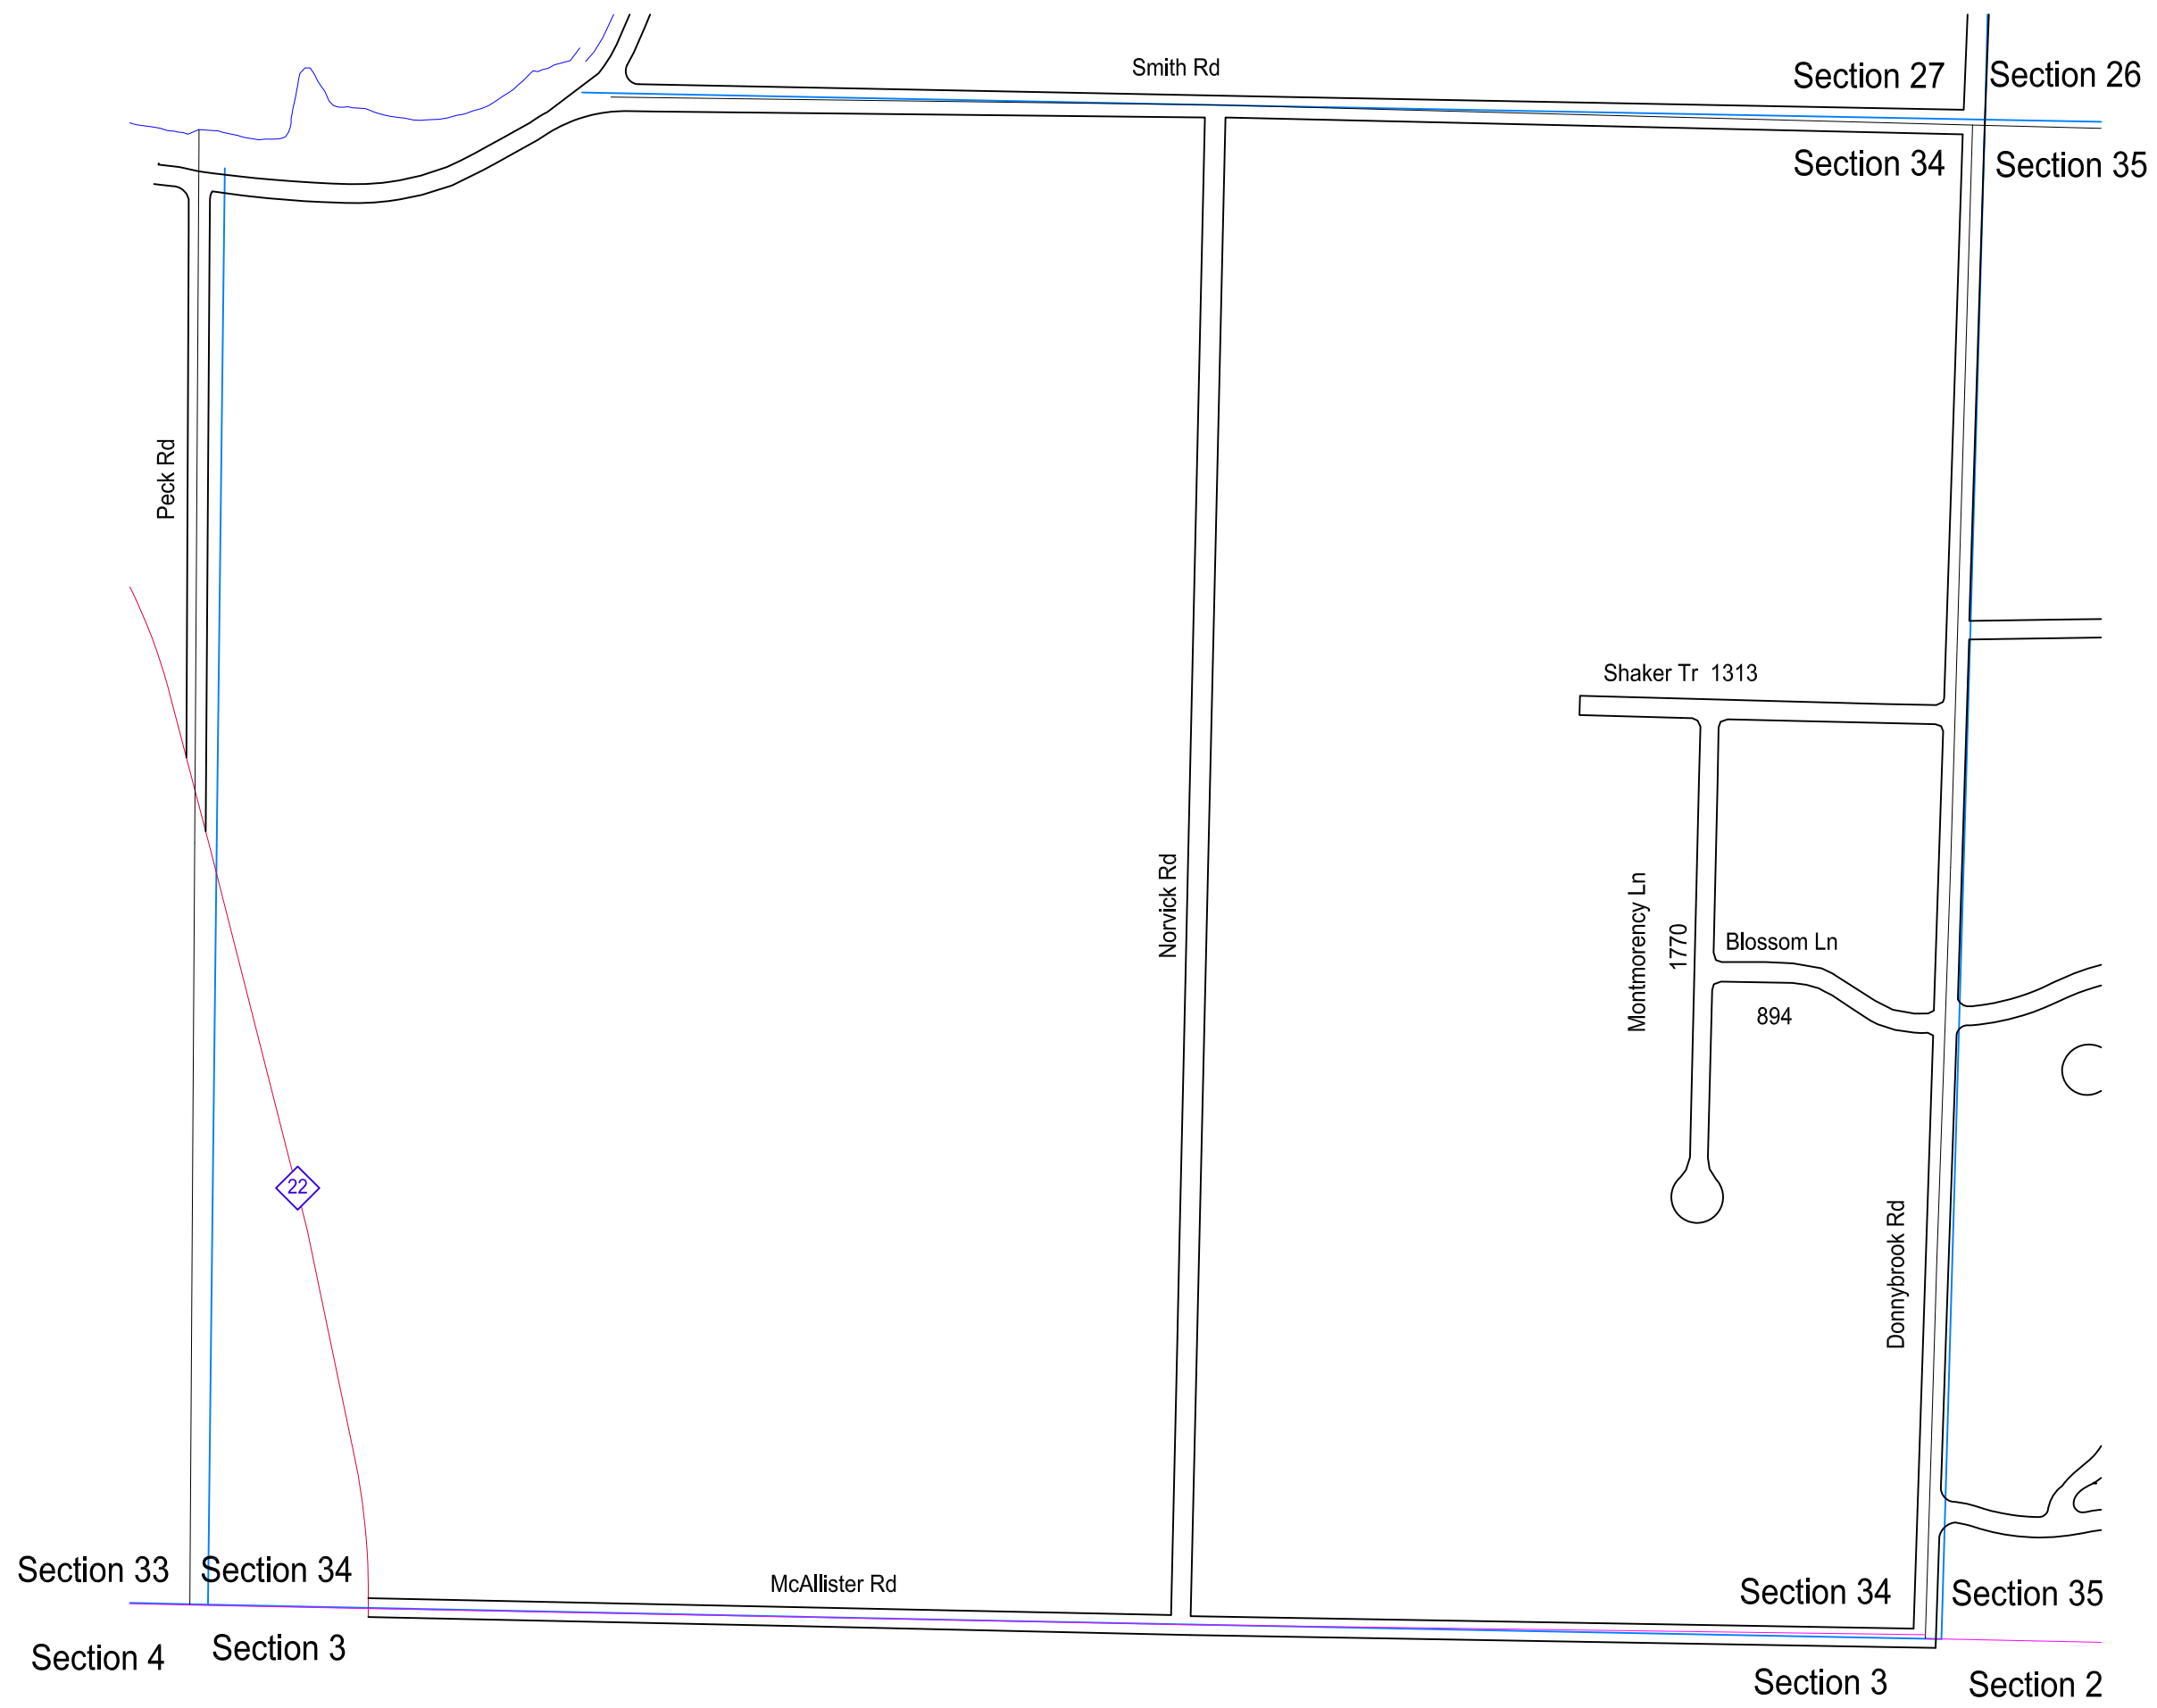 Smith Rd
Section 27
Section 26
Section 34
Section 35
Peck Rd
Shaker Tr 1313
Norvick Rd
Montmorency Ln
1770
Blossom Ln
894
22
Donnybrook Rd
Section 33
Section 34
McAllister Rd
Section 34
Section 35
Section 4
Section 3
Section 3
Section 2